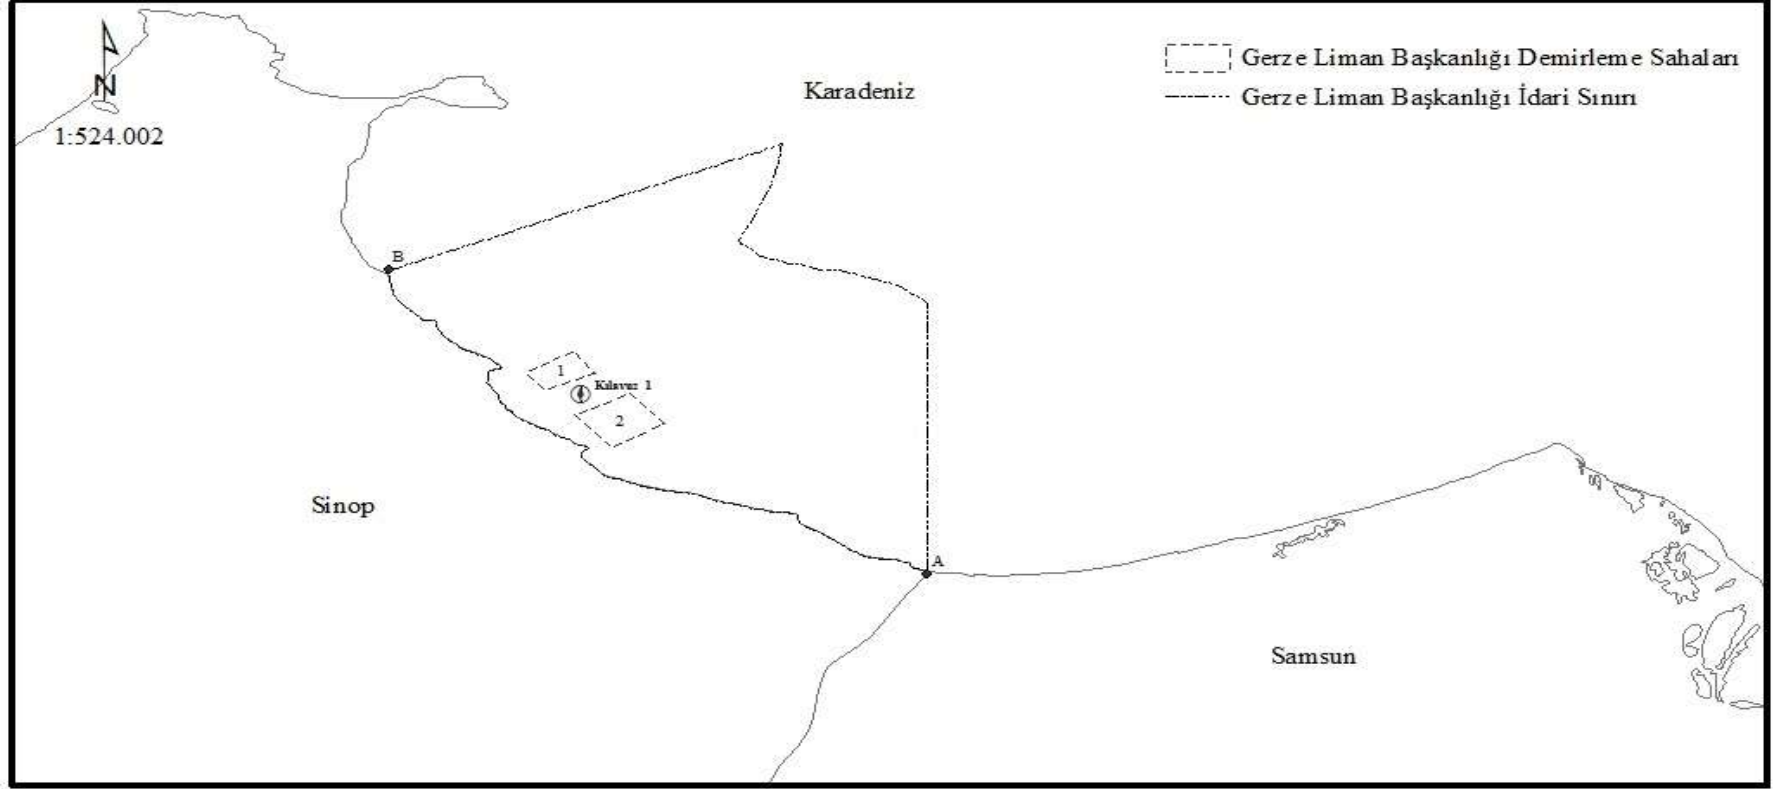 N
1:524.002
Karadeniz
Gerze Liman Başkanlığı Demirleme Sahaları
Gerze Liman Başkanlığı İdari Sınırı
B
1
Kılavuz 1
2
Sinop
A
Samsun